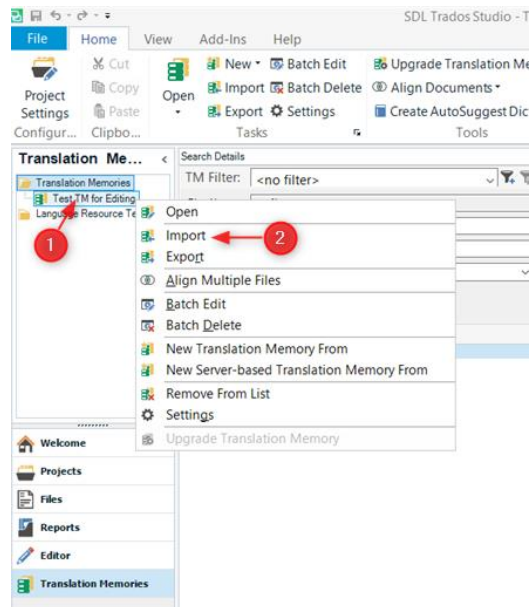 SDL Trados Studio - T
File Home View Add-Ins Help
Project Settings
Cut
Copy
Paste
Open
New
Batch Edit
Import
Batch Delete
Export
Settings
Upgrade Translation Me
Align Documents
Create AutoSuggest Dic
Configur... Clipbo... Tasks Tools
Translation Me...
Search Details
Translation Memories
TM Filter: <no filter>
Test TM for Editing
Language Resource Te
1
2
Open
Import
Export
Align Multiple Files
Batch Edit
Batch Delete
New Translation Memory From
New Server-based Translation Memory From
Remove From List
Settings
Upgrade Translation Memory
Welcome
Projects
Files
Reports
Editor
Translation Memories